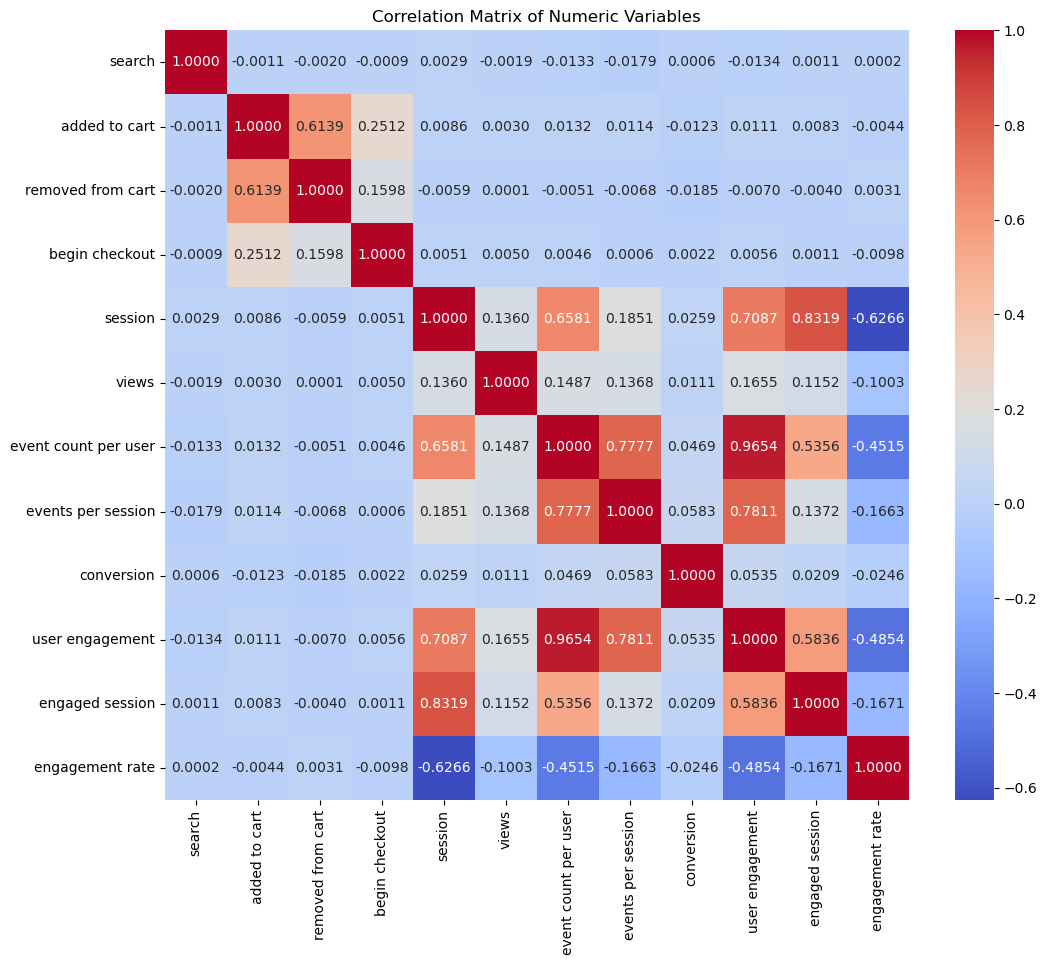 Correlation Matrix of Numeric Variables
search 1.0000 -0.0011 -0.0020 -0.0009 0.0029 -0.0019 -0.0133 -0.0179 0.0006 -0.0134 0.0011 0.0002
added to cart -0.0011 1.0000 0.6139 0.2512 0.0086 0.0030 0.0132 0.0114 -0.0123 0.0111 0.0083 -0.0044
removed from cart -0.0020 0.6139 1.0000 0.1598 -0.0059 0.0001 -0.0051 -0.0068 -0.0185 -0.0070 -0.0040 0.0031
begin checkout -0.0009 0.2512 0.1598 1.0000 0.0051 0.0050 0.0046 0.0006 0.0022 0.0056 0.0011 -0.0098
session 0.0029 0.0086 -0.0059 0.0051 1.0000 0.1360 0.6581 0.1851 0.0259 0.7087 0.8319 -0.6266
views -0.0019 0.0030 0.0001 0.0050 0.1360 1.0000 0.1487 0.1368 0.0111 0.1655 0.1152 -0.1003
event count per user -0.0133 0.0132 -0.0051 0.0046 0.6581 0.1487 1.0000 0.7777 0.0469 0.9654 0.5356 -0.4515
events per session -0.0179 0.0114 -0.0068 0.0006 0.1851 0.1368 0.7777 1.0000 0.0583 0.7811 0.1372 -0.1663
conversion 0.0006 -0.0123 -0.0185 0.0022 0.0259 0.0111 0.0469 0.0583 1.0000 0.0535 0.0209 -0.0246
user engagement -0.0134 0.0111 -0.0070 0.0056 0.7087 0.1655 0.9654 0.7811 0.0535 1.0000 0.5836 -0.4854
engaged session 0.0011 0.0083 -0.0040 0.0011 0.8319 0.1152 0.5356 0.1372 0.0209 0.5836 1.0000 -0.1671
engagement rate 0.0002 -0.0044 0.0031 -0.0098 -0.6266 -0.1003 -0.4515 -0.1663 -0.0246 -0.4854 -0.1671 1.0000
search
added to cart
removed from cart
begin checkout
session
views
event count per user
events per session
conversion
user engagement
engaged session
engagement rate
1.0
0.8
0.6
0.4
0.2
0.0
−0.2
−0.4
−0.6